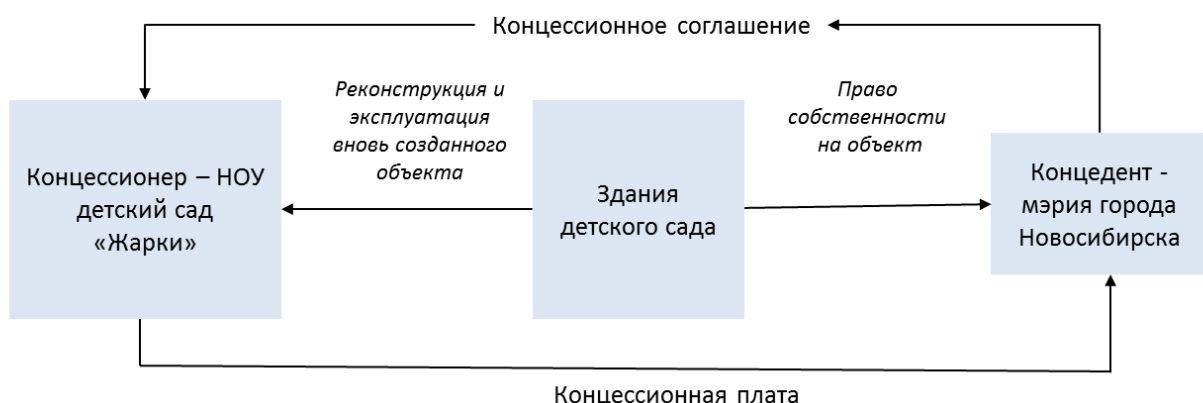 Концессионное соглашение
Реконструкция и
эксплуатация
вновь созданного
объекта
Право
собственности
на объект
Концессионер – НОУ
детский сад
«Жарки»
Здания
детского сада
Концедент -
мэрия города
Новосибирска
Концессионная плата